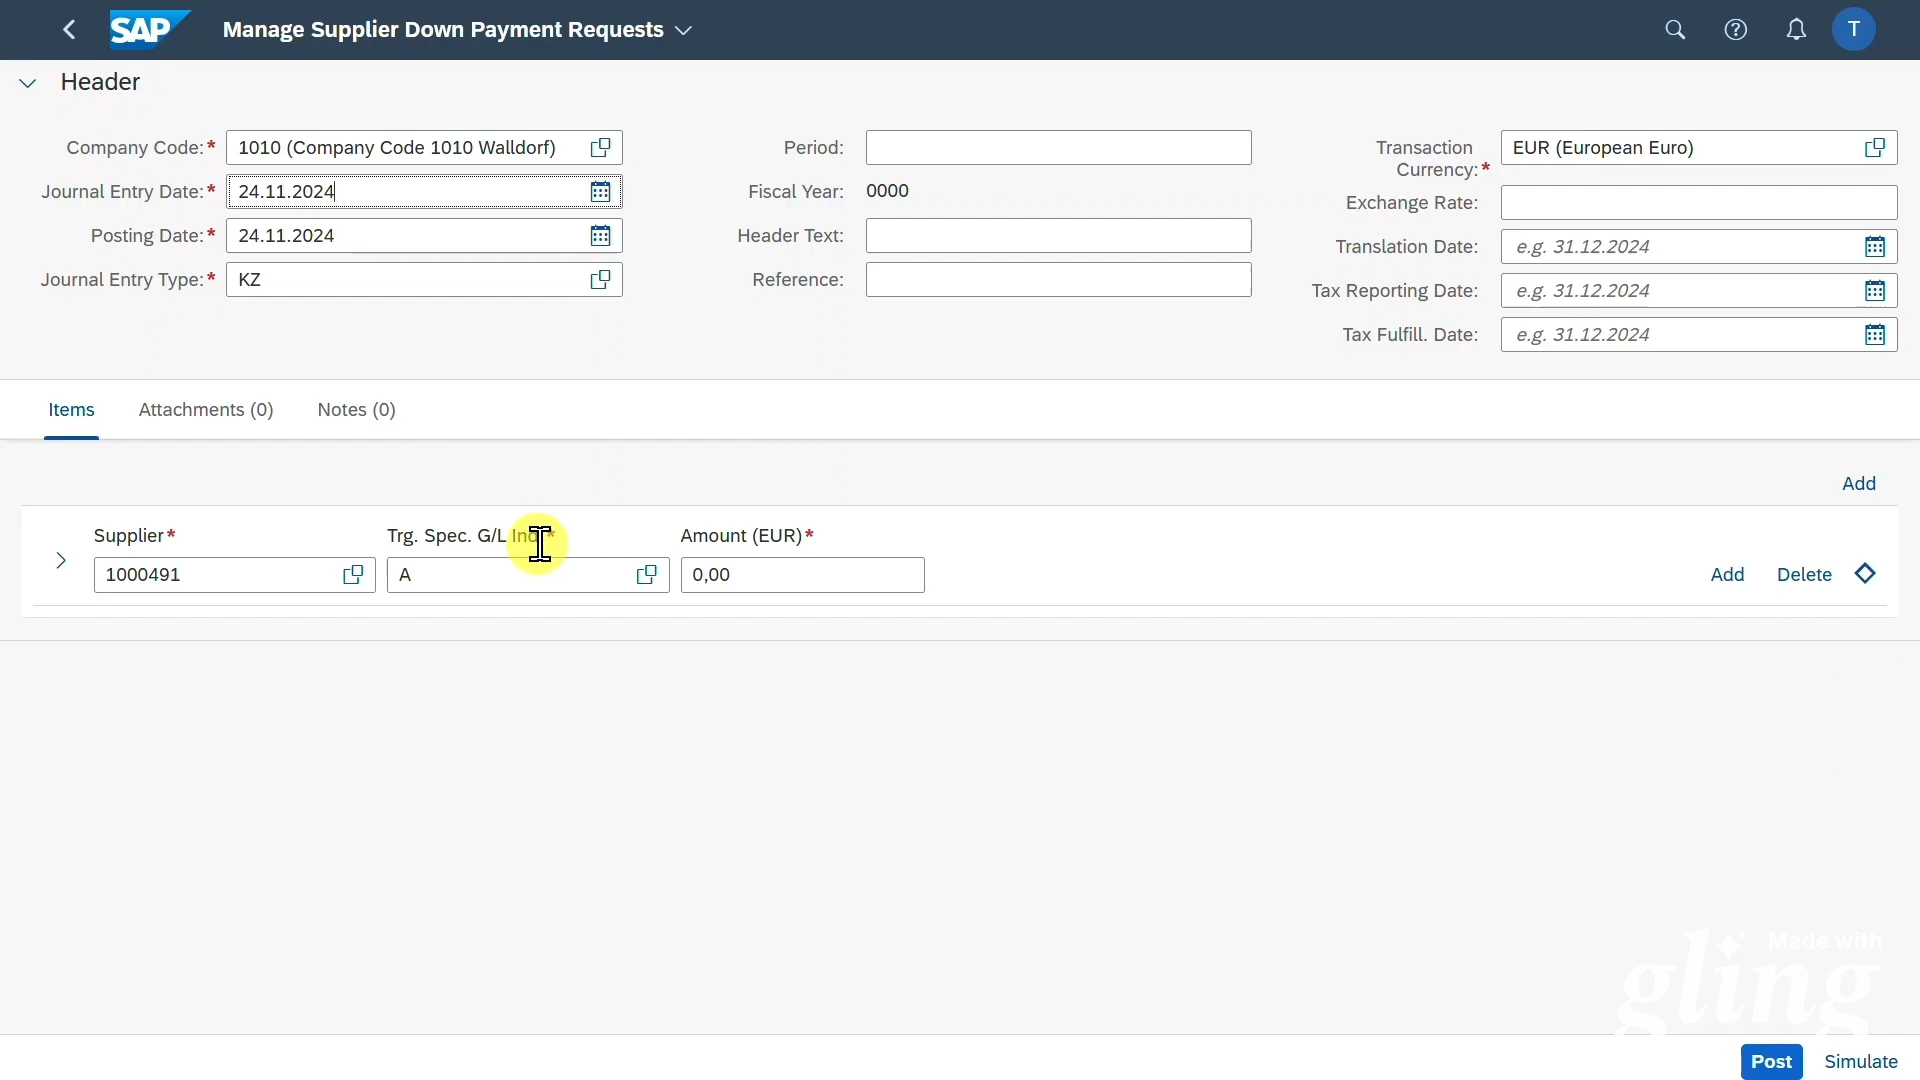 SAP
Manage Supplier Down Payment Requests
T
Header
Company Code:* 1010 (Company Code 1010 Walldorf)
Journal Entry Date:* 24.11.2024
Posting Date:* 24.11.2024
Journal Entry Type:* KZ
Period:
Fiscal Year: 0000
Header Text:
Reference:
Transaction
Currency:* EUR (European Euro)
Exchange Rate:
Translation Date: e.g. 31.12.2024
Tax Reporting Date: e.g. 31.12.2024
Tax Fulfill. Date: e.g. 31.12.2024
Items Attachments (0) Notes (0)
Add
Supplier* Trg. Spec. G/L Ind.* Amount (EUR)*
1000491 A 0,00 Add Delete
Made with
gling
Post Simulate